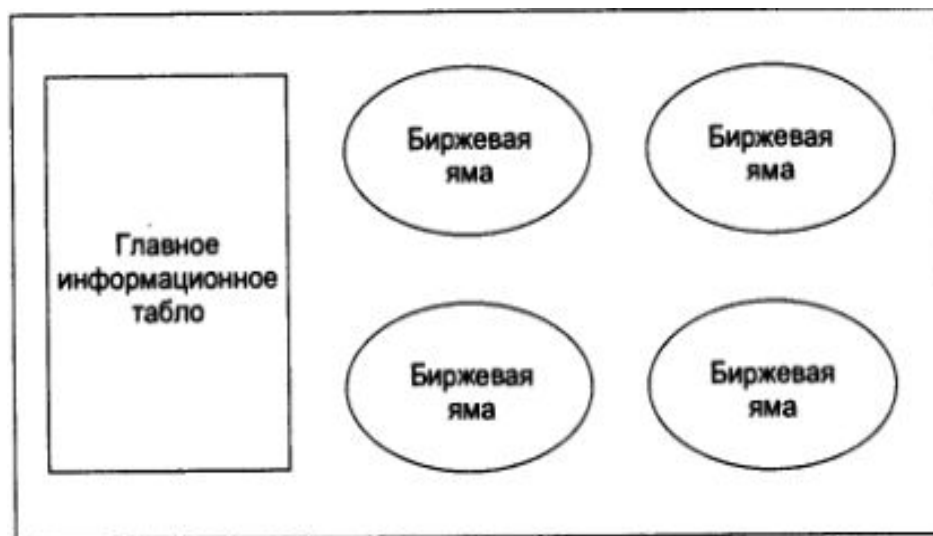 Главное
информационное
табло
Биржевая
яма
Биржевая
яма
Биржевая
яма
Биржевая
яма